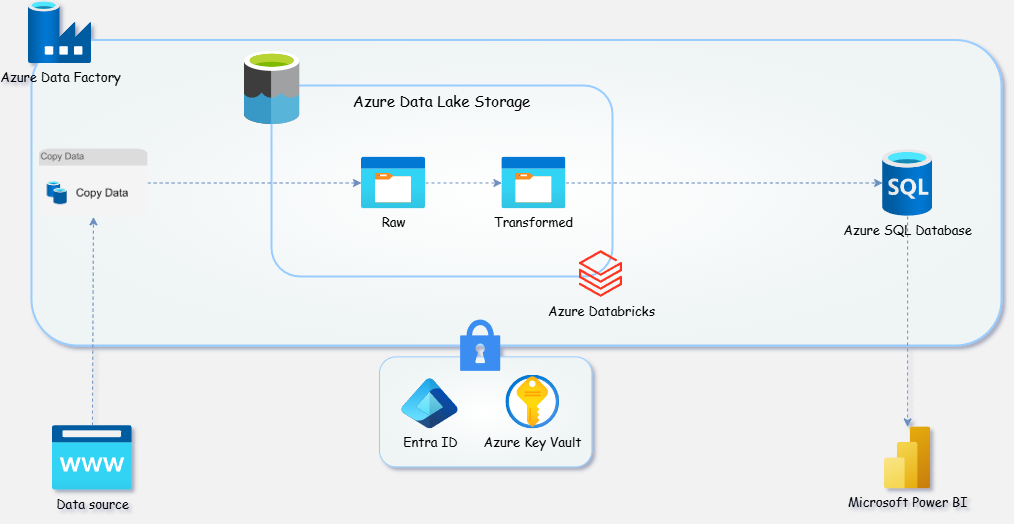 Azure Data Factory
Azure Data Lake Storage
Copy Data
Copy Data
Raw
Transformed
SQL
Azure SQL Database
Azure Databricks
Entra ID
Azure Key Vault
WWW
Data source
Microsoft Power BI